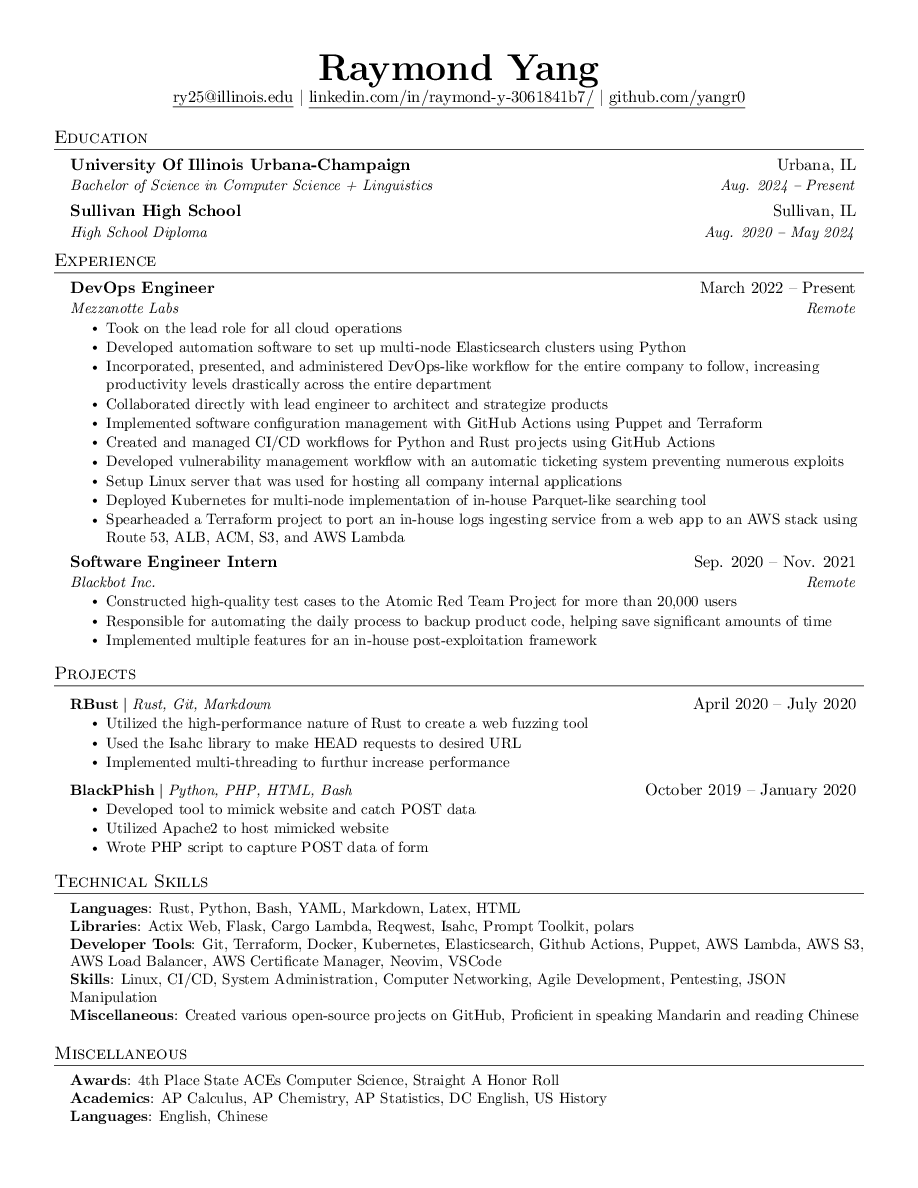 Raymond Yang
ry25@illinois.edu | linkedin.com/in/raymond-y-3061841b7/ | github.com/yangr0
Education
University Of Illinois Urbana-Champaign Urbana, IL
Bachelor of Science in Computer Science + Linguistics Aug. 2024 – Present
Sullivan High School Sullivan, IL
High School Diploma Aug. 2020 – May 2024
Experience
DevOps Engineer March 2022 – Present
Mezzanotte Labs Remote
• Took on the lead role for all cloud operations
• Developed automation software to set up multi-node Elasticsearch clusters using Python
• Incorporated, presented, and administered DevOps-like workflow for the entire company to follow, increasing
productivity levels drastically across the entire department
• Collaborated directly with lead engineer to architect and strategize products
• Implemented software configuration management with GitHub Actions using Puppet and Terraform
• Created and managed CI/CD workflows for Python and Rust projects using GitHub Actions
• Developed vulnerability management workflow with an automatic ticketing system preventing numerous exploits
• Setup Linux server that was used for hosting all company internal applications
• Deployed Kubernetes for multi-node implementation of in-house Parquet-like searching tool
• Spearheaded a Terraform project to port an in-house logs ingesting service from a web app to an AWS stack using
Route 53, ALB, ACM, S3, and AWS Lambda
Software Engineer Intern Sep. 2020 – Nov. 2021
Blackbot Inc. Remote
• Constructed high-quality test cases to the Atomic Red Team Project for more than 20,000 users
• Responsible for automating the daily process to backup product code, helping save significant amounts of time
• Implemented multiple features for an in-house post-exploitation framework
Projects
RBust | Rust, Git, Markdown April 2020 – July 2020
• Utilized the high-performance nature of Rust to create a web fuzzing tool
• Used the Isahc library to make HEAD requests to desired URL
• Implemented multi-threading to furthur increase performance
BlackPhish | Python, PHP, HTML, Bash October 2019 – January 2020
• Developed tool to mimick website and catch POST data
• Utilized Apache2 to host mimicked website
• Wrote PHP script to capture POST data of form
Technical Skills
Languages: Rust, Python, Bash, YAML, Markdown, Latex, HTML
Libraries: Actix Web, Flask, Cargo Lambda, Reqwest, Isahc, Prompt Toolkit, polars
Developer Tools: Git, Terraform, Docker, Kubernetes, Elasticsearch, Github Actions, Puppet, AWS Lambda, AWS S3,
AWS Load Balancer, AWS Certificate Manager, Neovim, VSCode
Skills: Linux, CI/CD, System Administration, Computer Networking, Agile Development, Pentesting, JSON
Manipulation
Miscellaneous: Created various open-source projects on GitHub, Proficient in speaking Mandarin and reading Chinese
Miscellaneous
Awards: 4th Place State ACEs Computer Science, Straight A Honor Roll
Academics: AP Calculus, AP Chemistry, AP Statistics, DC English, US History
Languages: English, Chinese